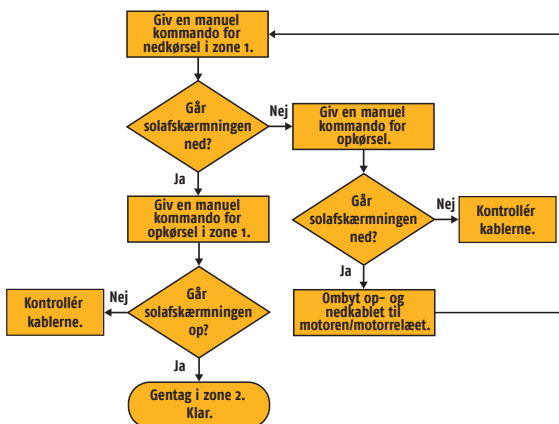 Giv en manuel
kommando for
nedkørsel i zone 1.
Går
solafskærmningen
ned?
Nej
Giv en manuel
kommando for
opkørsel.
Ja
Giv en manuel
kommando for
opkørsel i zone 1.
Går
solafskærmningen
ned?
Nej
Kontrollér
kablerne.
Ja
Ombyt op- og
nedkablet til
motoren/motorrelæet.
Går
solafskærmningen
op?
Nej
Kontrollér
kablerne.
Ja
Gentag i zone 2.
Klar.